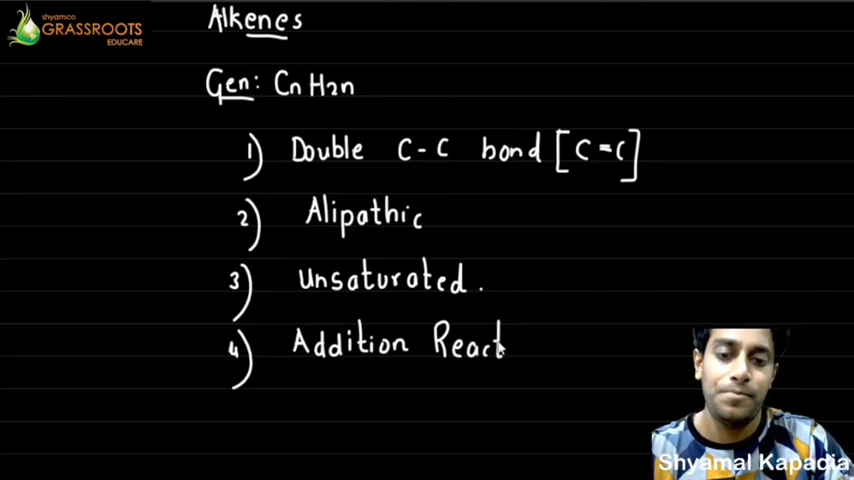 shyamco
GRASSROOTS
EDUCARE
Alkenes
Gen: CnH2n
1) Double C-C bond [C=C]
2) Alipathic
3) Unsaturated.
4) Addition React
Shyamal Kapadia